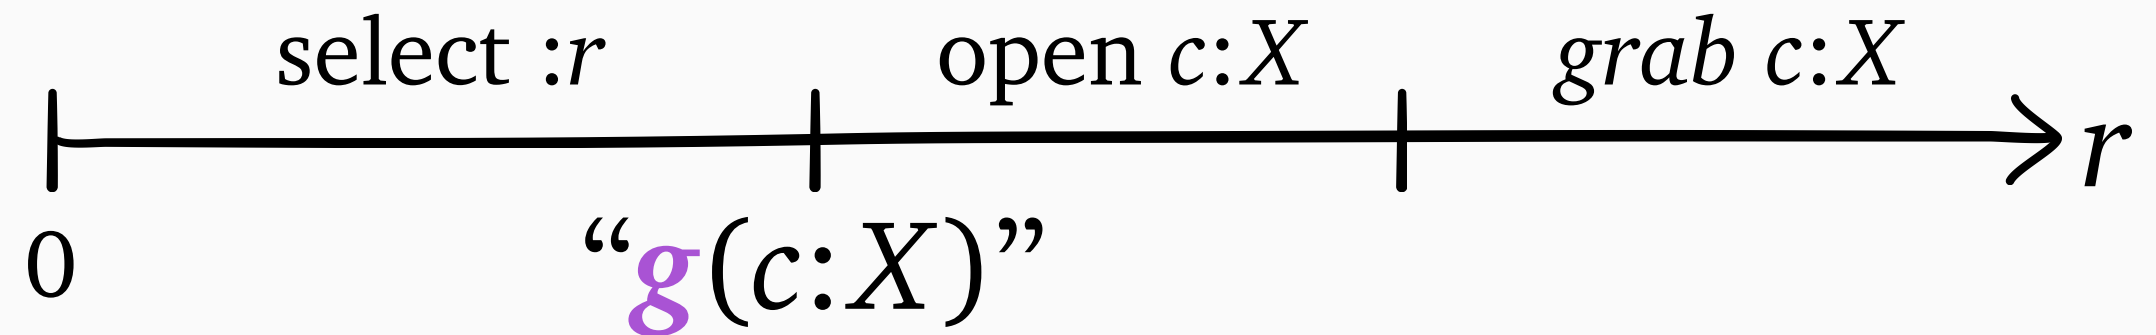 select :r open c:X grab c:X
r
0 “g(c:X)”